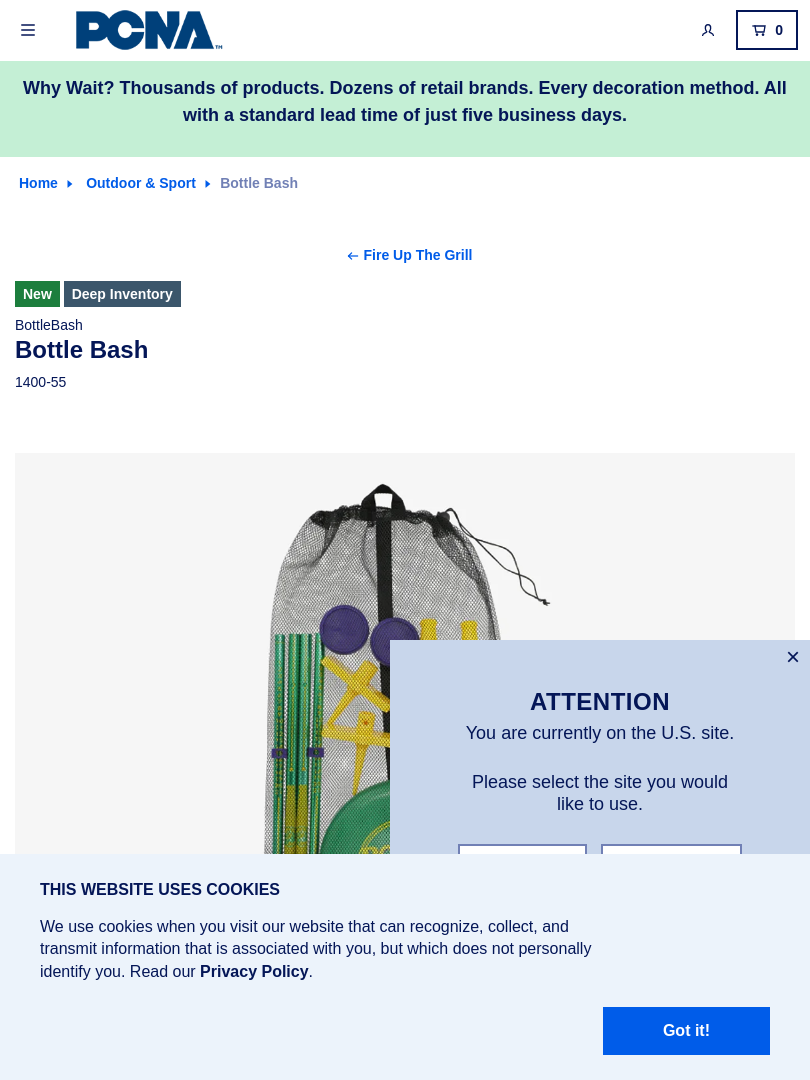 PCNA™
0
Why Wait? Thousands of products. Dozens of retail brands. Every decoration method. All
with a standard lead time of just five business days.
Home Outdoor & Sport Bottle Bash
← Fire Up The Grill
New Deep Inventory
BottleBash
Bottle Bash
1400-55
×
ATTENTION
You are currently on the U.S. site.
Please select the site you would
like to use.
THIS WEBSITE USES COOKIES
We use cookies when you visit our website that can recognize, collect, and
transmit information that is associated with you, but which does not personally
identify you. Read our Privacy Policy.
Got it!